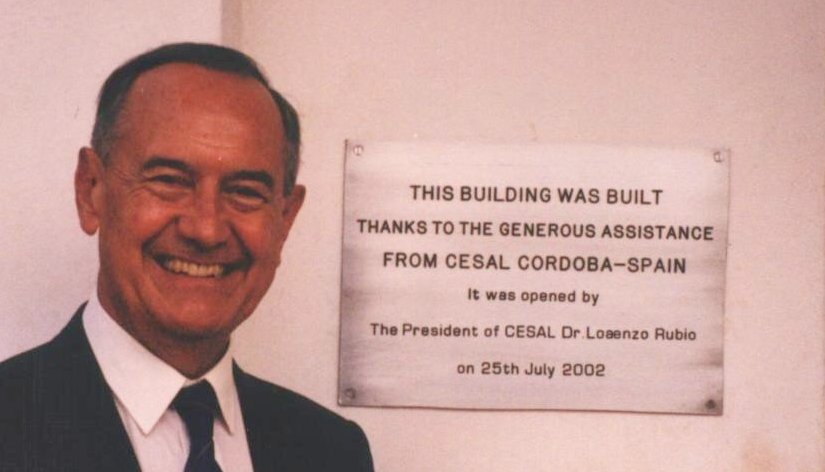 THIS BUILDING WAS BUILT
THANKS TO THE GENEROUS ASSISTANCE
FROM CESAL CORDOBA-SPAIN
It was opened by
The President of CESAL Dr. Loaenzo Rubio
on 25th July 2002